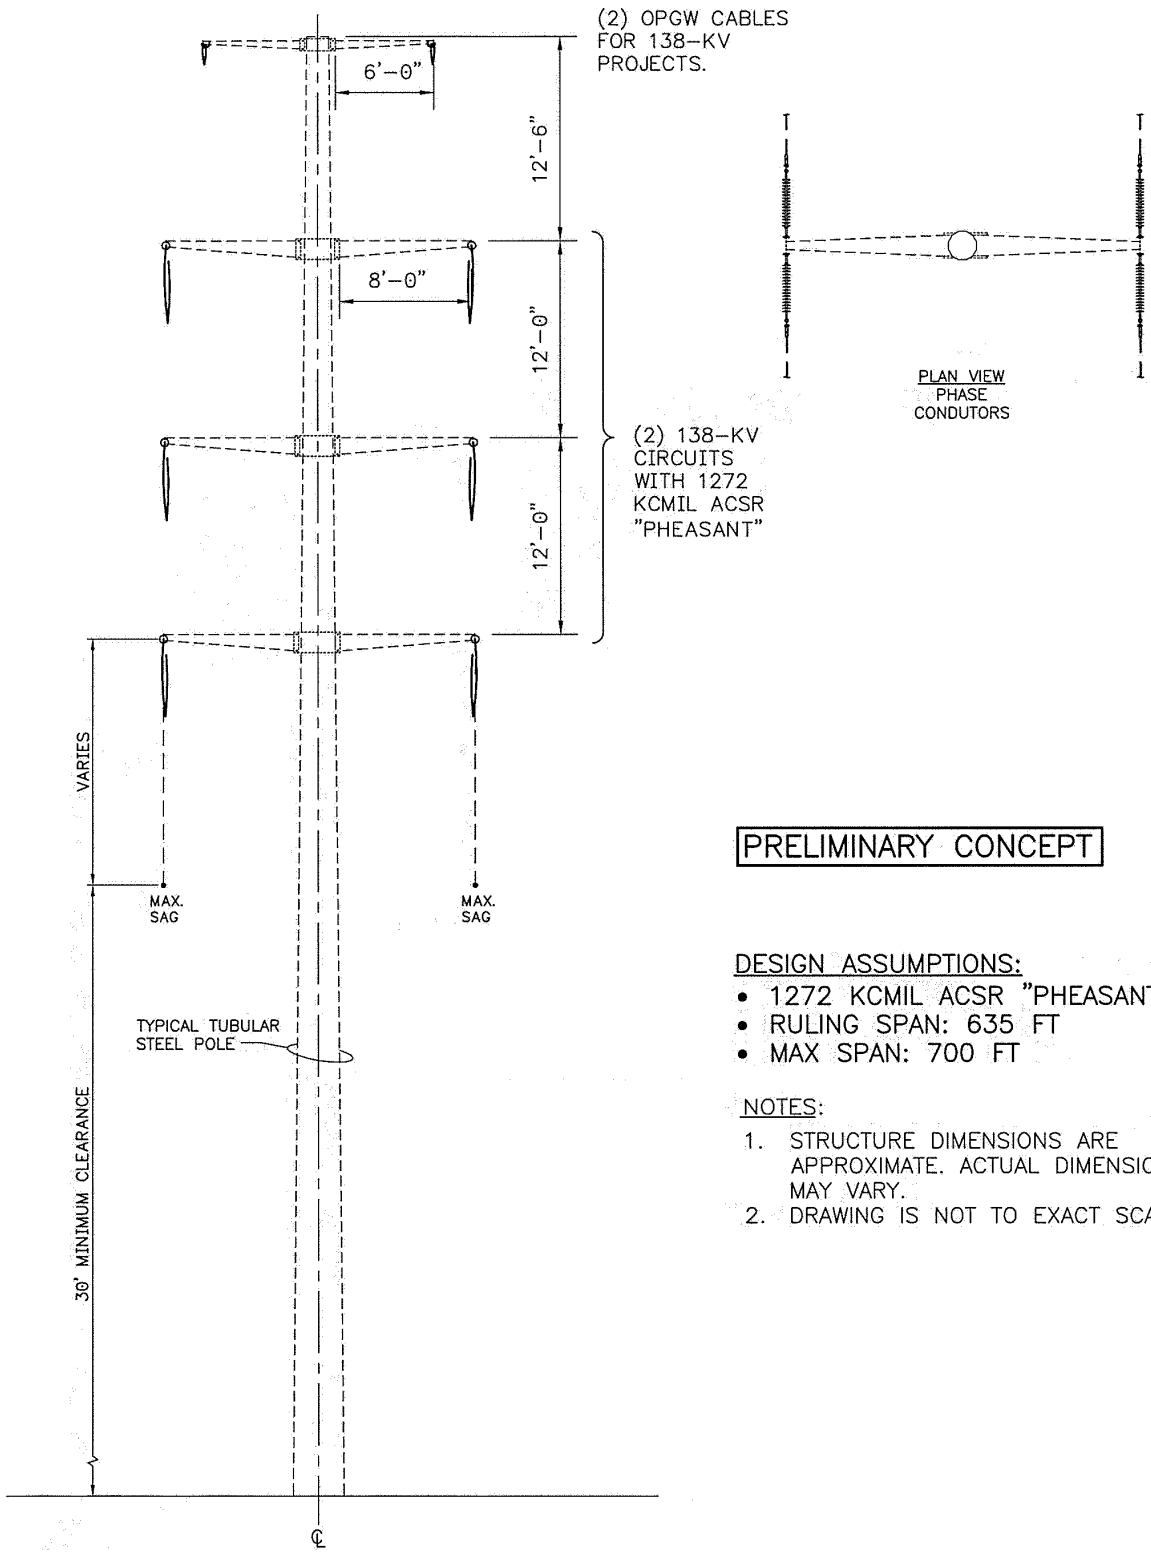 (2) OPGW CABLES
FOR 138-KV
PROJECTS.
6'-0"
12'-6"
8'-0"
12'-0"
12'-0"
(2) 138-KV
CIRCUITS
WITH 1272
KCMIL ACSR
"PHEASANT"
PLAN VIEW
PHASE
CONDUTORS
VARIES
MAX.
SAG
MAX.
SAG
TYPICAL TUBULAR
STEEL POLE
30' MINIMUM CLEARANCE
℄
PRELIMINARY CONCEPT
DESIGN ASSUMPTIONS:
• 1272 KCMIL ACSR "PHEASANT
• RULING SPAN: 635 FT
• MAX SPAN: 700 FT
NOTES:
1. STRUCTURE DIMENSIONS ARE
APPROXIMATE. ACTUAL DIMENSIO
MAY VARY.
2. DRAWING IS NOT TO EXACT SCA